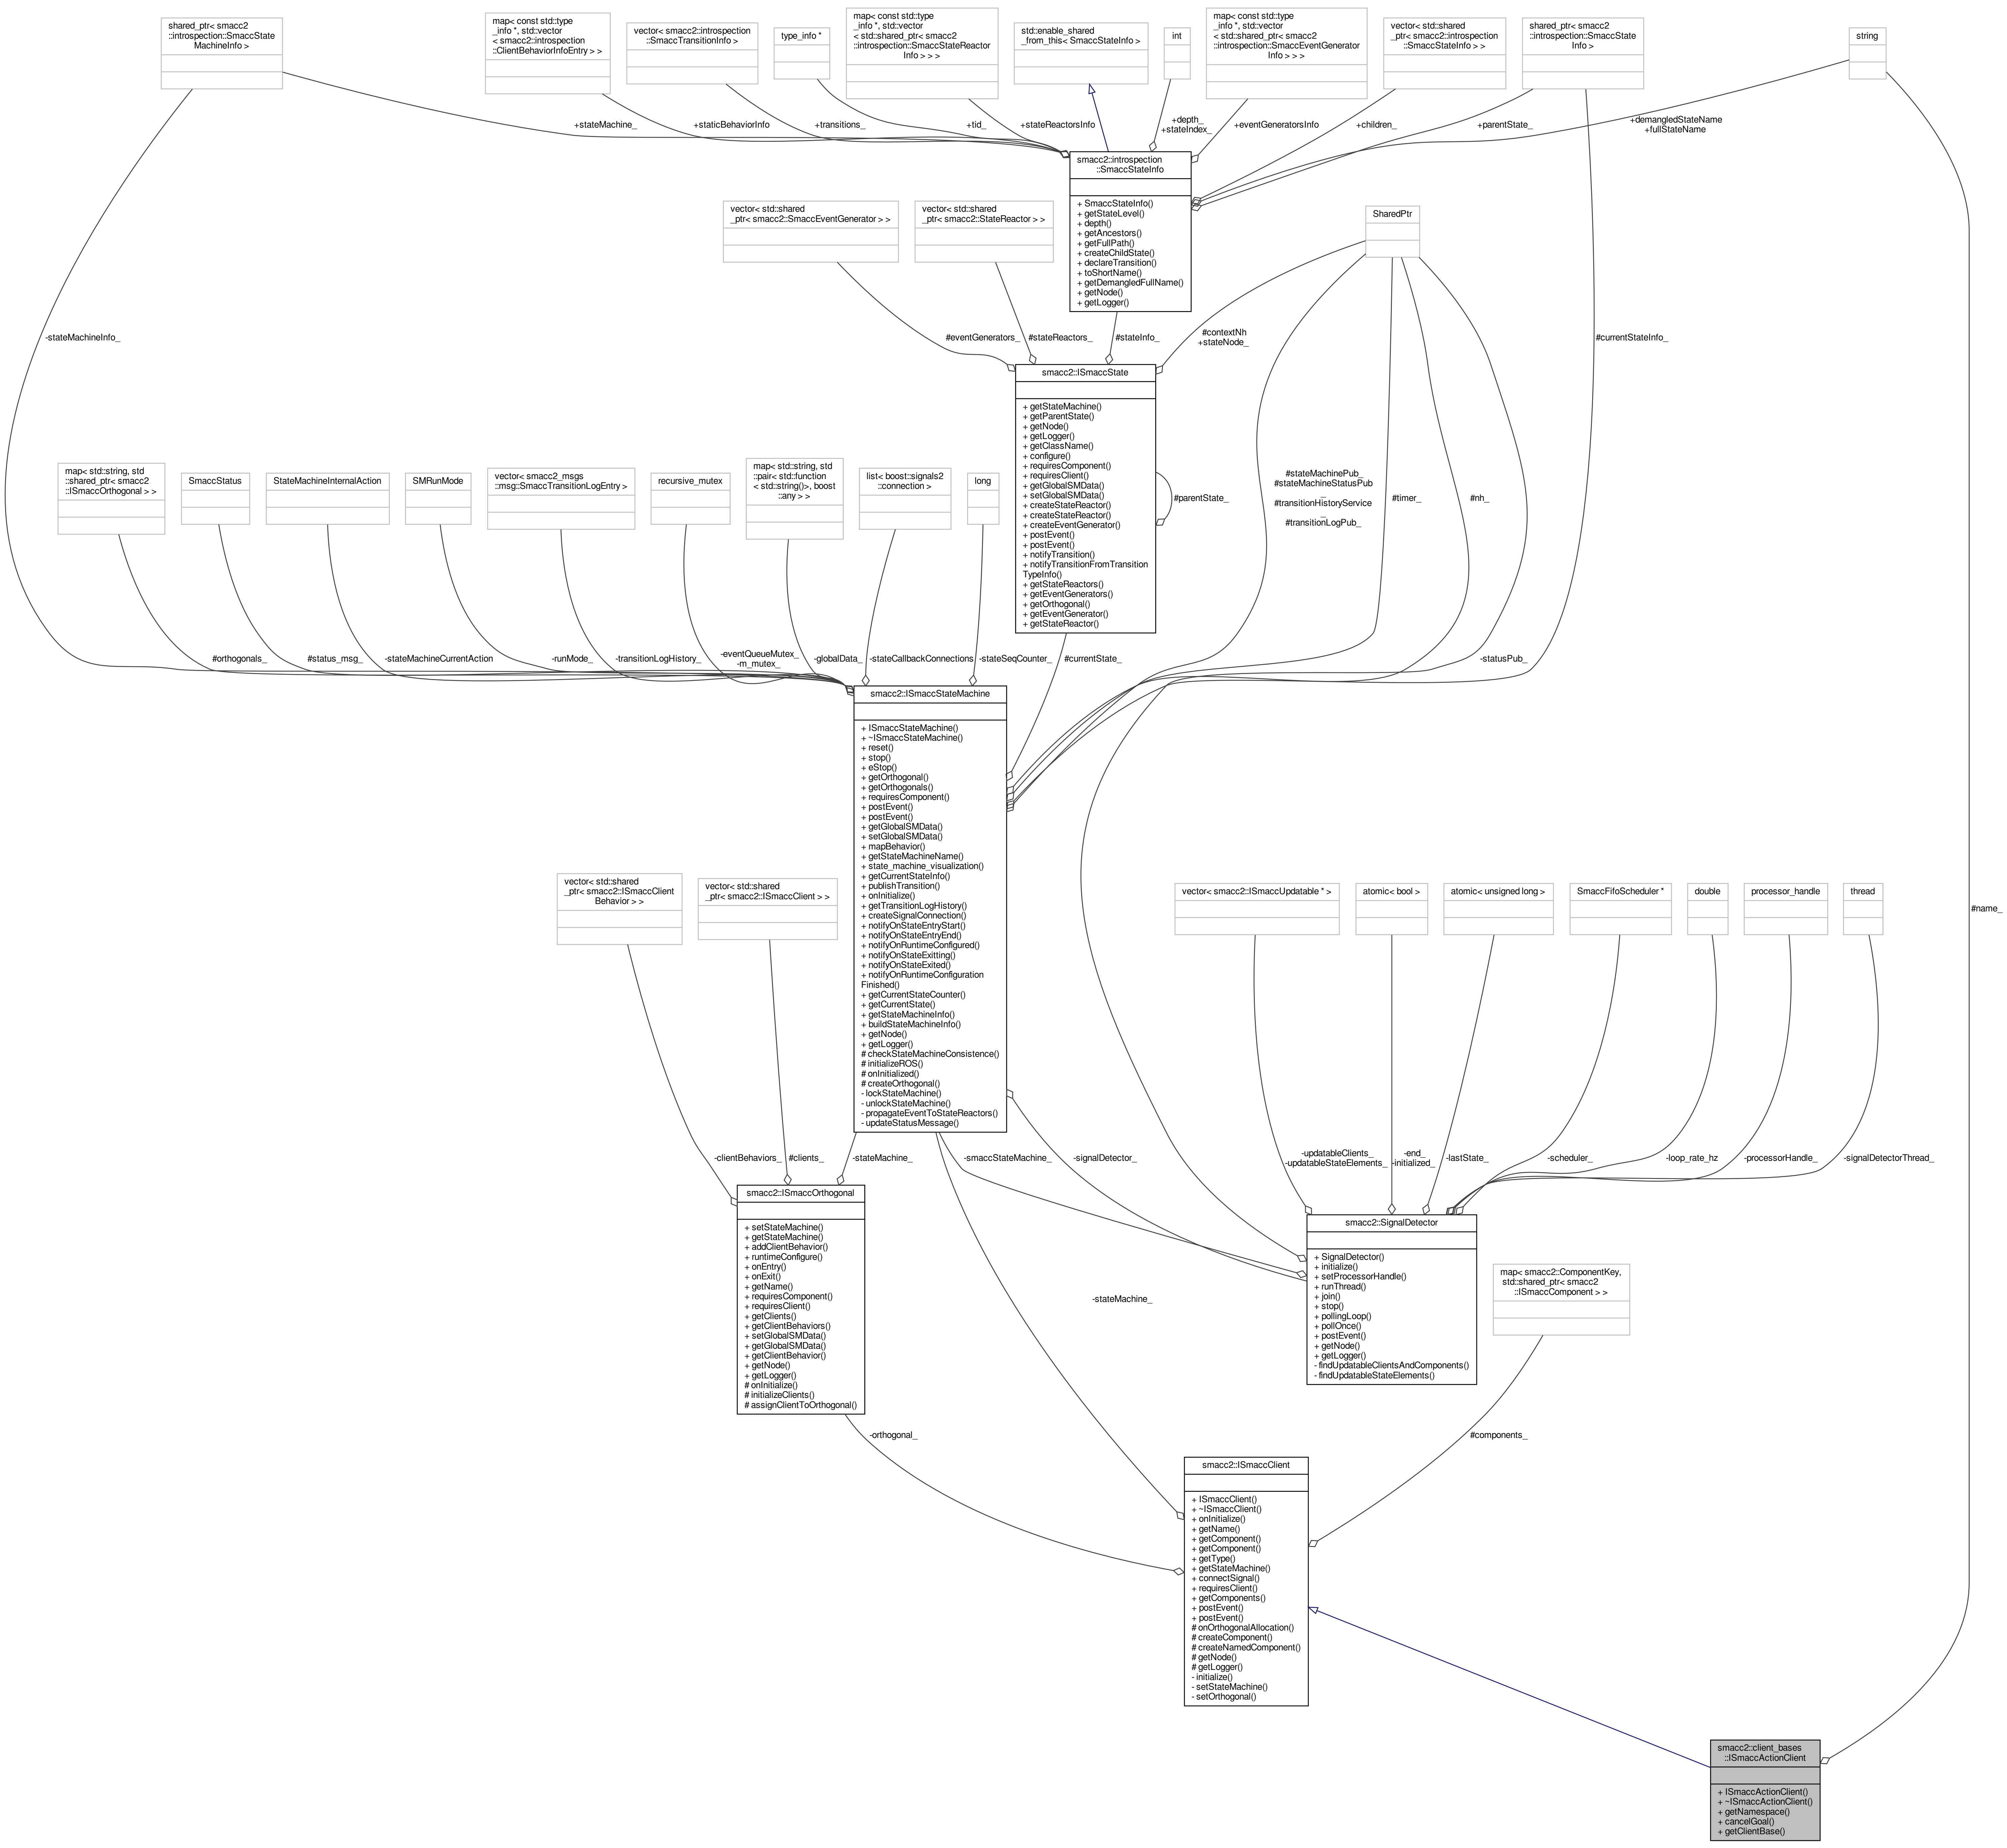 shared_ptr< smacc2
::introspection::SmaccState
MachineInfo >
map< const std::type
_info *, std::vector
< smacc2::introspection
::ClientBehaviorInfoEntry > >
vector< smacc2::introspection
::SmaccTransitionInfo >
type_info *
map< const std::type
_info *, std::vector
< std::shared_ptr< smacc2
::introspection::SmaccStateReactor
Info > > >
std::enable_shared
_from_this< SmaccStateInfo >
int
map< const std::type
_info *, std::vector
< std::shared_ptr< smacc2
::introspection::SmaccEventGenerator
Info > > >
vector< std::shared
_ptr< smacc2::introspection
::SmaccStateInfo > >
shared_ptr< smacc2
::introspection::SmaccState
Info >
string
+stateMachine_
+staticBehaviorInfo
+transitions_
+tid_
+stateReactorsInfo
+depth_
+stateIndex_
+eventGeneratorsInfo
+children_
+parentState_
+demangledStateName
+fullStateName
smacc2::introspection
::SmaccStateInfo
+ SmaccStateInfo()
+ getStateLevel()
+ depth()
+ getAncestors()
+ getFullPath()
+ createChildState()
+ declareTransition()
+ toShortName()
+ getDemangledFullName()
+ getNode()
+ getLogger()
vector< std::shared
_ptr< smacc2::SmaccEventGenerator > >
vector< std::shared
_ptr< smacc2::StateReactor > >
SharedPtr
-stateMachineInfo_
#eventGenerators_
#stateReactors_
#stateInfo_
#contextNh
+stateNode_
#currentStateInfo_
smacc2::ISmaccState
+ getStateMachine()
+ getParentState()
+ getNode()
+ getLogger()
+ getClassName()
+ configure()
+ requiresComponent()
+ requiresClient()
+ getGlobalSMData()
+ setGlobalSMData()
+ createStateReactor()
+ createStateReactor()
+ createEventGenerator()
+ postEvent()
+ postEvent()
+ notifyTransition()
+ notifyTransitionFromTransition
TypeInfo()
+ getStateReactors()
+ getEventGenerators()
+ getOrthogonal()
+ getEventGenerator()
+ getStateReactor()
#parentState_
#stateMachinePub_
#stateMachineStatusPub
_
#transitionHistoryService
_
#transitionLogPub_
#timer_
#nh_
map< std::string, std
::shared_ptr< smacc2
::ISmaccOrthogonal > >
SmaccStatus
StateMachineInternalAction
SMRunMode
vector< smacc2_msgs
::msg::SmaccTransitionLogEntry >
recursive_mutex
map< std::string, std
::pair< std::function
< std::string()>, boost
::any > >
list< boost::signals2
::connection >
long
#orthogonals_
#status_msg_
-stateMachineCurrentAction
-runMode_
-transitionLogHistory_
-eventQueueMutex_
-m_mutex_
-globalData_
-stateCallbackConnections
-stateSeqCounter_
#currentState_
-statusPub_
smacc2::ISmaccStateMachine
+ ISmaccStateMachine()
+ ~ISmaccStateMachine()
+ reset()
+ stop()
+ eStop()
+ getOrthogonal()
+ getOrthogonals()
+ requiresComponent()
+ postEvent()
+ postEvent()
+ getGlobalSMData()
+ setGlobalSMData()
+ mapBehavior()
+ getStateMachineName()
+ state_machine_visualization()
+ getCurrentStateInfo()
+ publishTransition()
+ onInitialize()
+ getTransitionLogHistory()
+ createSignalConnection()
+ notifyOnStateEntryStart()
+ notifyOnStateEntryEnd()
+ notifyOnRuntimeConfigured()
+ notifyOnStateExitting()
+ notifyOnStateExited()
+ notifyOnRuntimeConfiguration
Finished()
+ getCurrentStateCounter()
+ getCurrentState()
+ getStateMachineInfo()
+ buildStateMachineInfo()
+ getNode()
+ getLogger()
# checkStateMachineConsistence()
# initializeROS()
# onInitialized()
# createOrthogonal()
- lockStateMachine()
- unlockStateMachine()
- propagateEventToStateReactors()
- updateStatusMessage()
vector< std::shared
_ptr< smacc2::ISmaccClient
Behavior > >
vector< std::shared
_ptr< smacc2::ISmaccClient > >
vector< smacc2::ISmaccUpdatable * >
atomic< bool >
atomic< unsigned long >
SmaccFifoScheduler *
double
processor_handle
thread
#name_
-clientBehaviors_
#clients_
-stateMachine_
-smaccStateMachine_
-signalDetector_
-updatableClients_
-updatableStateElements_
-end_
-initialized_
-lastState_
-scheduler_
-loop_rate_hz
-processorHandle_
-signalDetectorThread_
smacc2::ISmaccOrthogonal
+ setStateMachine()
+ getStateMachine()
+ addClientBehavior()
+ runtimeConfigure()
+ onEntry()
+ onExit()
+ getName()
+ requiresComponent()
+ requiresClient()
+ getClients()
+ getClientBehaviors()
+ setGlobalSMData()
+ getGlobalSMData()
+ getClientBehavior()
+ getNode()
+ getLogger()
# onInitialize()
# initializeClients()
# assignClientToOrthogonal()
smacc2::SignalDetector
+ SignalDetector()
+ initialize()
+ setProcessorHandle()
+ runThread()
+ join()
+ stop()
+ pollingLoop()
+ pollOnce()
+ postEvent()
+ getNode()
+ getLogger()
- findUpdatableClientsAndComponents()
- findUpdatableStateElements()
map< smacc2::ComponentKey,
std::shared_ptr< smacc2
::ISmaccComponent > >
-stateMachine_
-orthogonal_
#components_
smacc2::ISmaccClient
+ ISmaccClient()
+ ~ISmaccClient()
+ onInitialize()
+ getName()
+ getComponent()
+ getComponent()
+ getType()
+ getStateMachine()
+ connectSignal()
+ requiresClient()
+ getComponents()
+ postEvent()
+ postEvent()
# onOrthogonalAllocation()
# createComponent()
# createNamedComponent()
# getNode()
# getLogger()
- initialize()
- setStateMachine()
- setOrthogonal()
smacc2::client_bases
::ISmaccActionClient
+ ISmaccActionClient()
+ ~ISmaccActionClient()
+ getNamespace()
+ cancelGoal()
+ getClientBase()